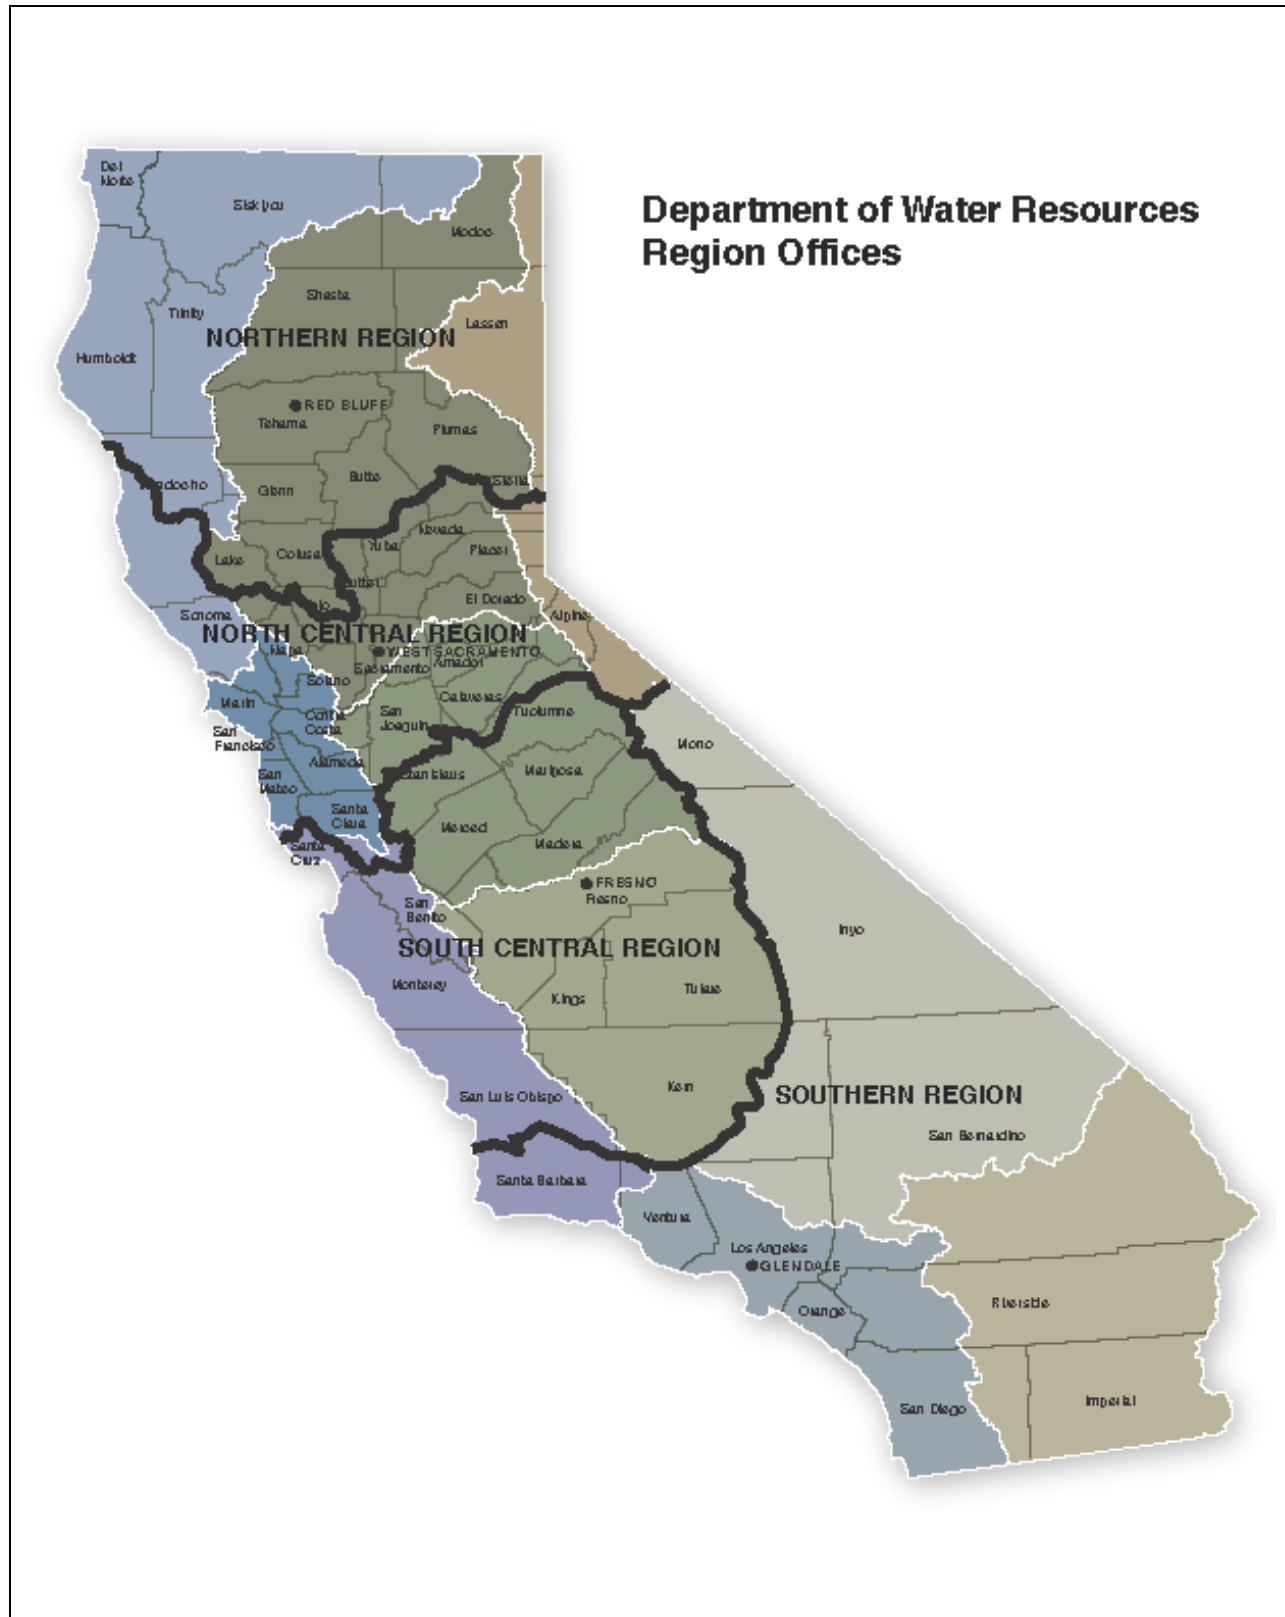 Department of Water Resources
Region Offices
Del
Norte
Siskiyou
Modoc
Shasta
Trinity
Lassen
NORTHERN REGION
Humboldt
RED BLUFF
Tehama
Plumas
Butte
Sierra
Glenn
Nevada
Yuba
Placer
Colusa
Lake
El Dorado
Alpine
Sonoma
NORTH CENTRAL REGION
Napa
WEST SACRAMENTO
Sacramento
Amador
Solano
Calaveras
Marin
Contra
Costa
San
Joaquin
Tuolumne
San
Francisco
Mono
Alameda
Stanislaus
Mariposa
San
Mateo
Santa
Clara
Merced
Madera
Santa
Cruz
FRESNO
Fresno
San
Benito
Inyo
SOUTH CENTRAL REGION
Monterey
Kings
Tulare
Kern
SOUTHERN REGION
San Luis Obispo
San Bernardino
Santa Barbara
Ventura
Los Angeles
GLENDALE
Orange
Riverside
San Diego
Imperial